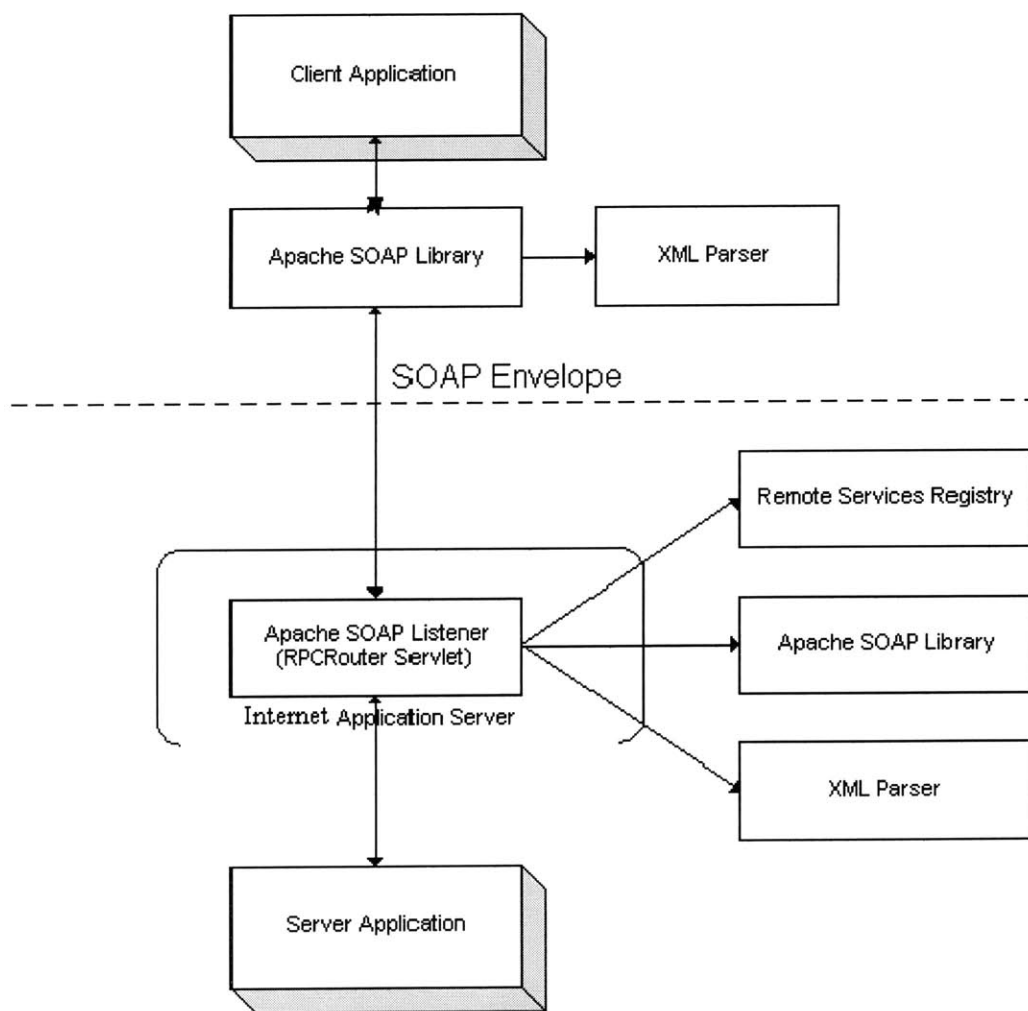 Client Application
Apache SOAP Library
XML Parser
SOAP Envelope
Remote Services Registry
Apache SOAP Listener
(RPCRouter Servlet)
Apache SOAP Library
Internet Application Server
XML Parser
Server Application